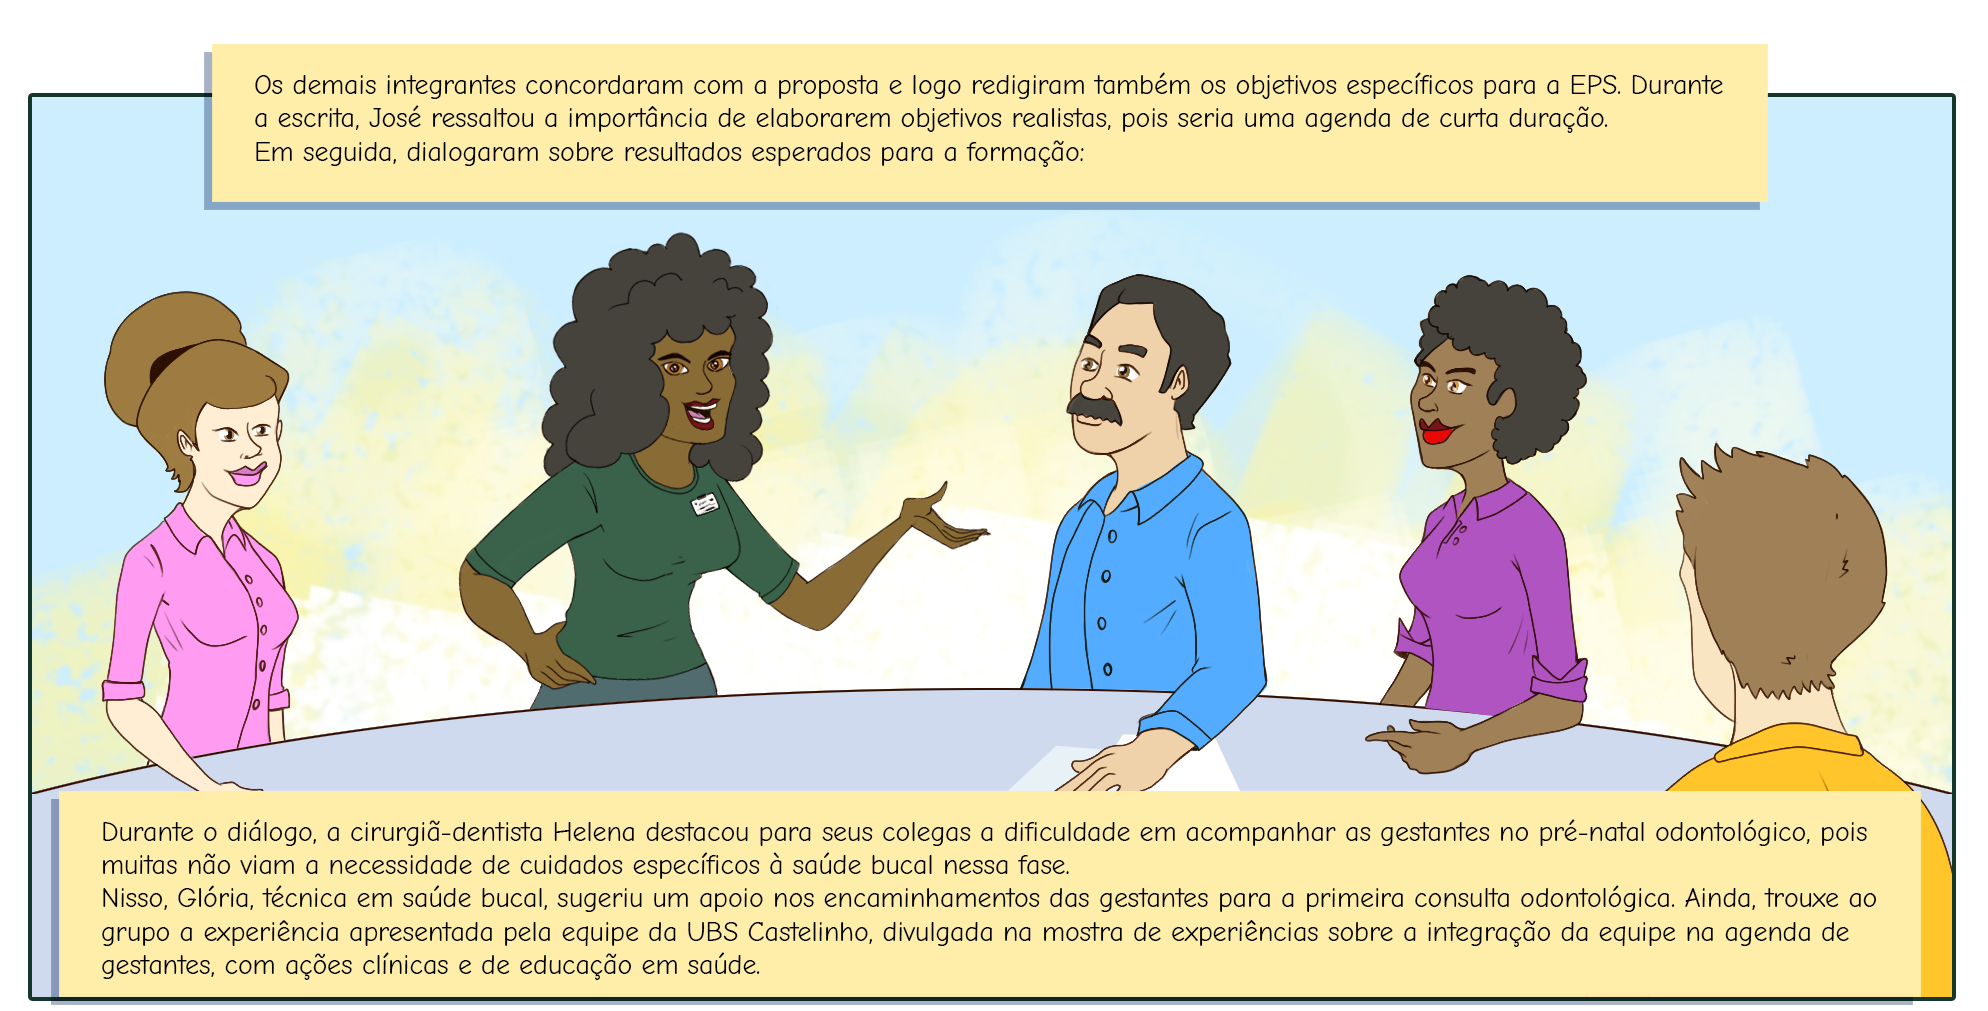 Os demais integrantes concordaram com a proposta e logo redigiram também os objetivos específicos para a EPS. Durante
a escrita, José ressaltou a importância de elaborarem objetivos realistas, pois seria uma agenda de curta duração.
Em seguida, dialogaram sobre resultados esperados para a formação:
Durante o diálogo, a cirurgiã-dentista Helena destacou para seus colegas a dificuldade em acompanhar as gestantes no pré-natal odontológico, pois
muitas não viam a necessidade de cuidados específicos à saúde bucal nessa fase.
Nisso, Glória, técnica em saúde bucal, sugeriu um apoio nos encaminhamentos das gestantes para a primeira consulta odontológica. Ainda, trouxe ao
grupo a experiência apresentada pela equipe da UBS Castelinho, divulgada na mostra de experiências sobre a integração da equipe na agenda de
gestantes, com ações clínicas e de educação em saúde.